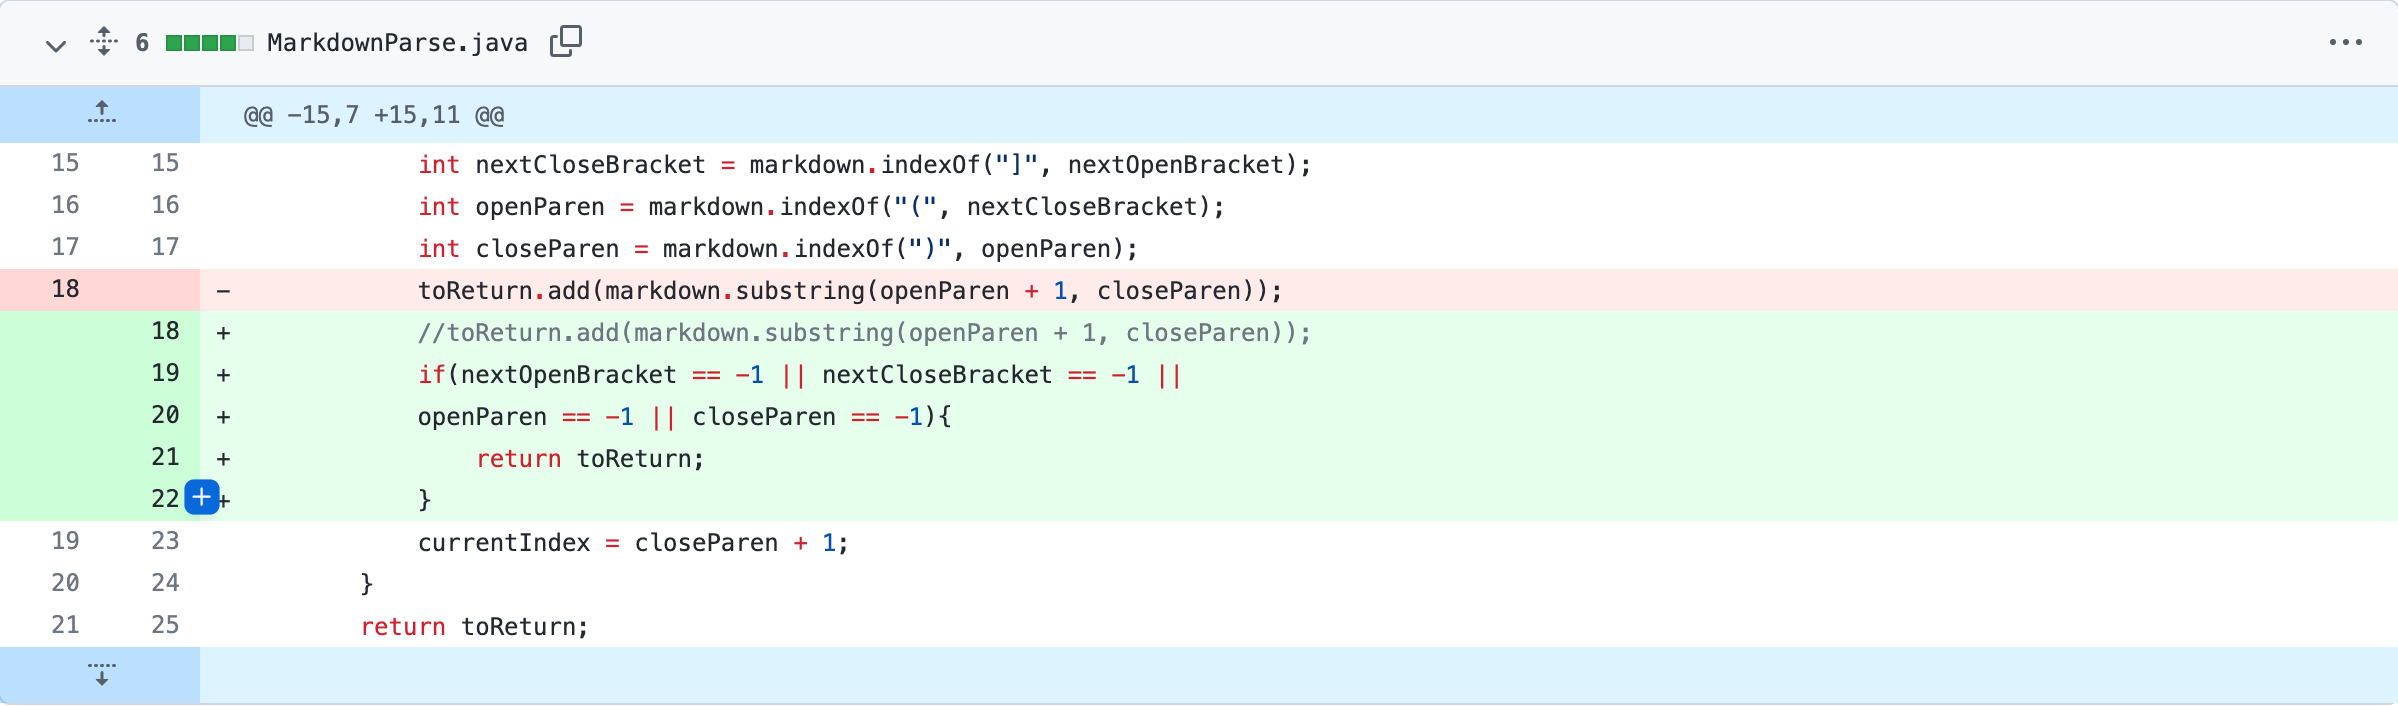 6 MarkdownParse.java
@@ -15,7 +15,11 @@
15 15 int nextCloseBracket = markdown.indexOf("]", nextOpenBracket);
16 16 int openParen = markdown.indexOf("(", nextCloseBracket);
17 17 int closeParen = markdown.indexOf(")", openParen);
18 - toReturn.add(markdown.substring(openParen + 1, closeParen));
18 + //toReturn.add(markdown.substring(openParen + 1, closeParen));
19 + if(nextOpenBracket == -1 || nextCloseBracket == -1 ||
20 + openParen == -1 || closeParen == -1){
21 + return toReturn;
22 + }
19 23 currentIndex = closeParen + 1;
20 24 }
21 25 return toReturn;